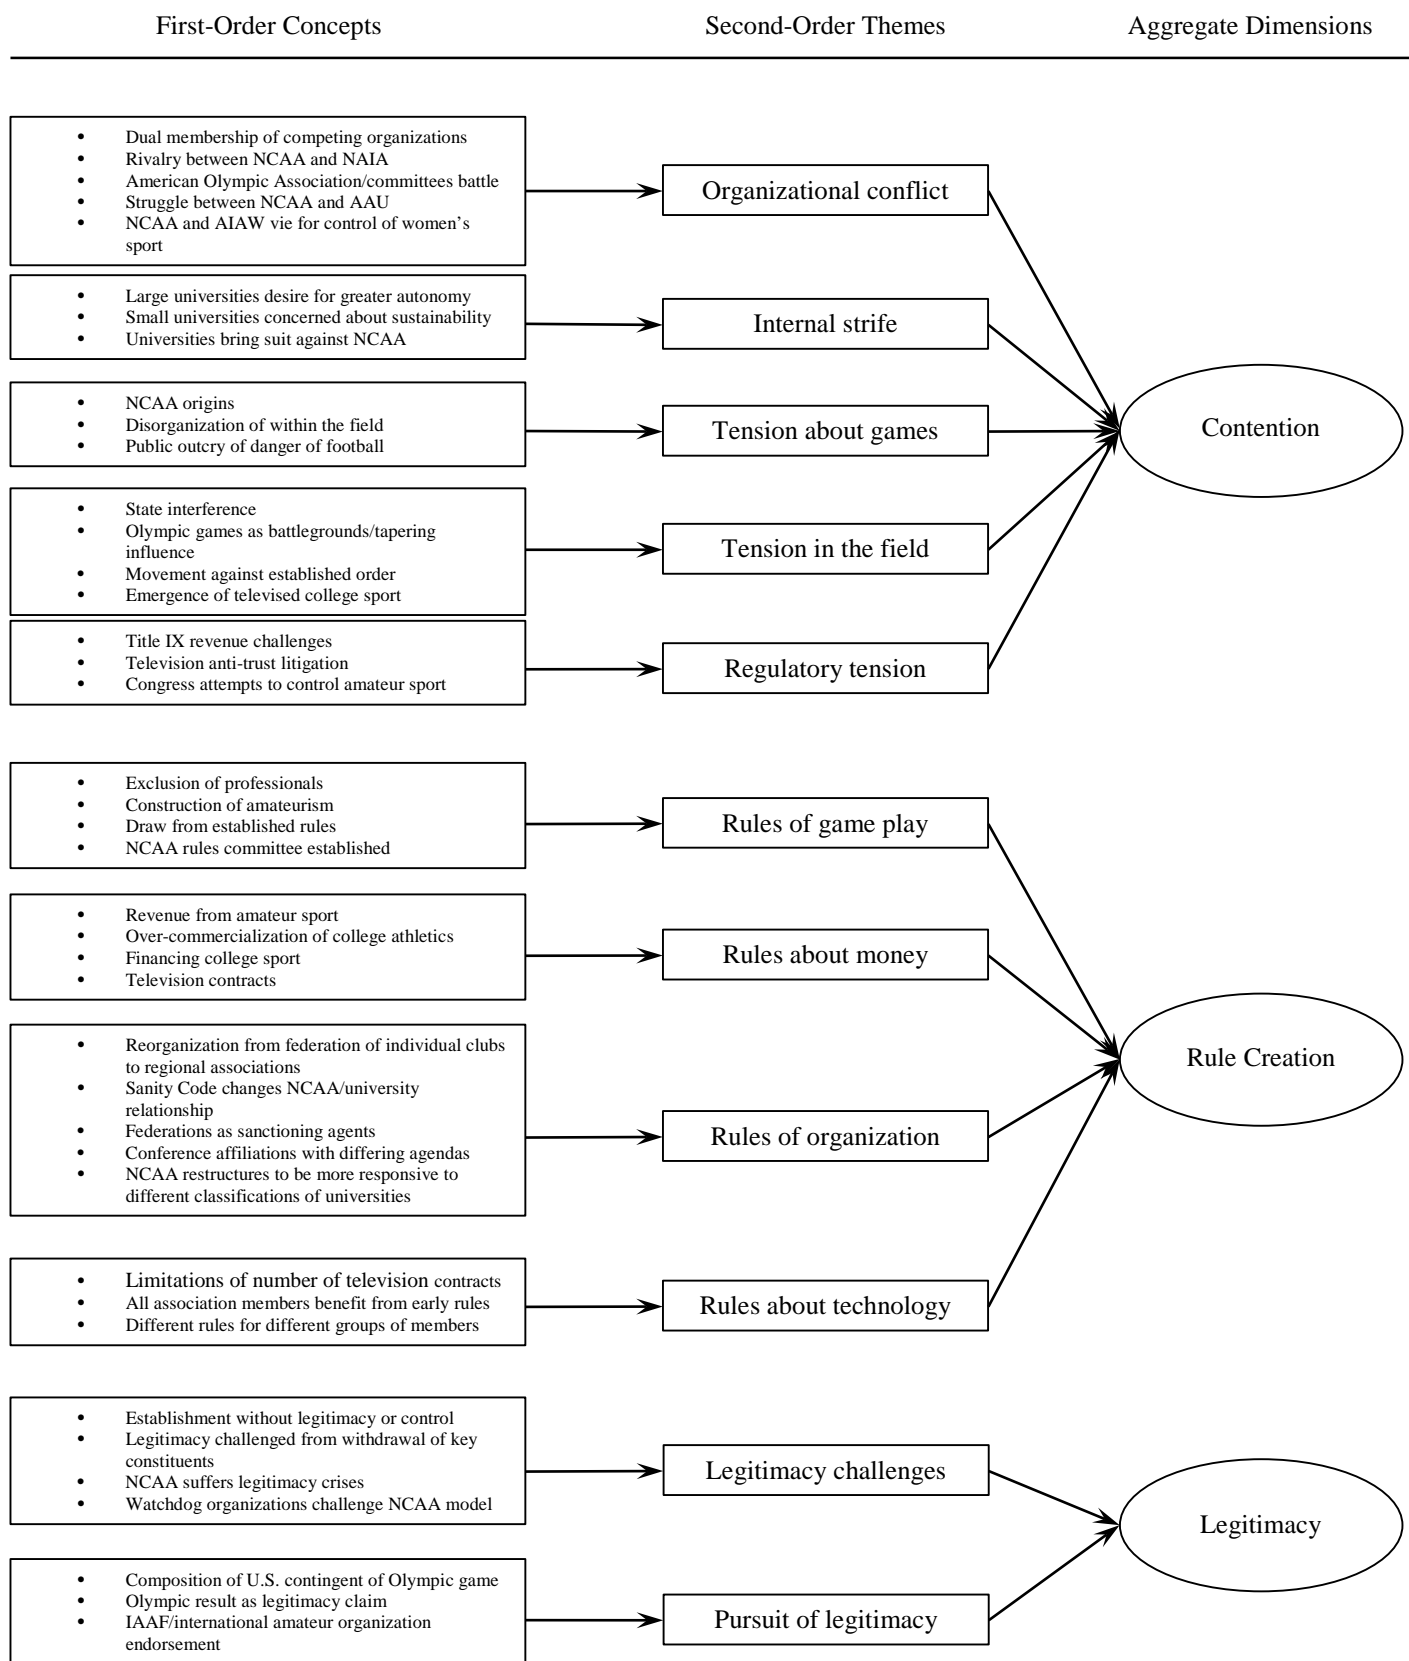 First-Order Concepts
Second-Order Themes
Aggregate Dimensions
• Dual membership of competing organizations
• Rivalry between NCAA and NAIA
• American Olympic Association/committees battle
• Struggle between NCAA and AAU
• NCAA and AIAW vie for control of women’s
sport
Organizational conflict
• Large universities desire for greater autonomy
• Small universities concerned about sustainability
• Universities bring suit against NCAA
Internal strife
• NCAA origins
• Disorganization of within the field
• Public outcry of danger of football
Tension about games
Contention
• State interference
• Olympic games as battlegrounds/tapering
influence
• Movement against established order
• Emergence of televised college sport
Tension in the field
• Title IX revenue challenges
• Television anti-trust litigation
• Congress attempts to control amateur sport
Regulatory tension
• Exclusion of professionals
• Construction of amateurism
• Draw from established rules
• NCAA rules committee established
Rules of game play
• Revenue from amateur sport
• Over-commercialization of college athletics
• Financing college sport
• Television contracts
Rules about money
Rule Creation
• Reorganization from federation of individual clubs
to regional associations
• Sanity Code changes NCAA/university
relationship
• Federations as sanctioning agents
• Conference affiliations with differing agendas
• NCAA restructures to be more responsive to
different classifications of universities
Rules of organization
• Limitations of number of television contracts
• All association members benefit from early rules
• Different rules for different groups of members
Rules about technology
• Establishment without legitimacy or control
• Legitimacy challenged from withdrawal of key
constituents
• NCAA suffers legitimacy crises
• Watchdog organizations challenge NCAA model
Legitimacy challenges
Legitimacy
• Composition of U.S. contingent of Olympic game
• Olympic result as legitimacy claim
• IAAF/international amateur organization
endorsement
Pursuit of legitimacy